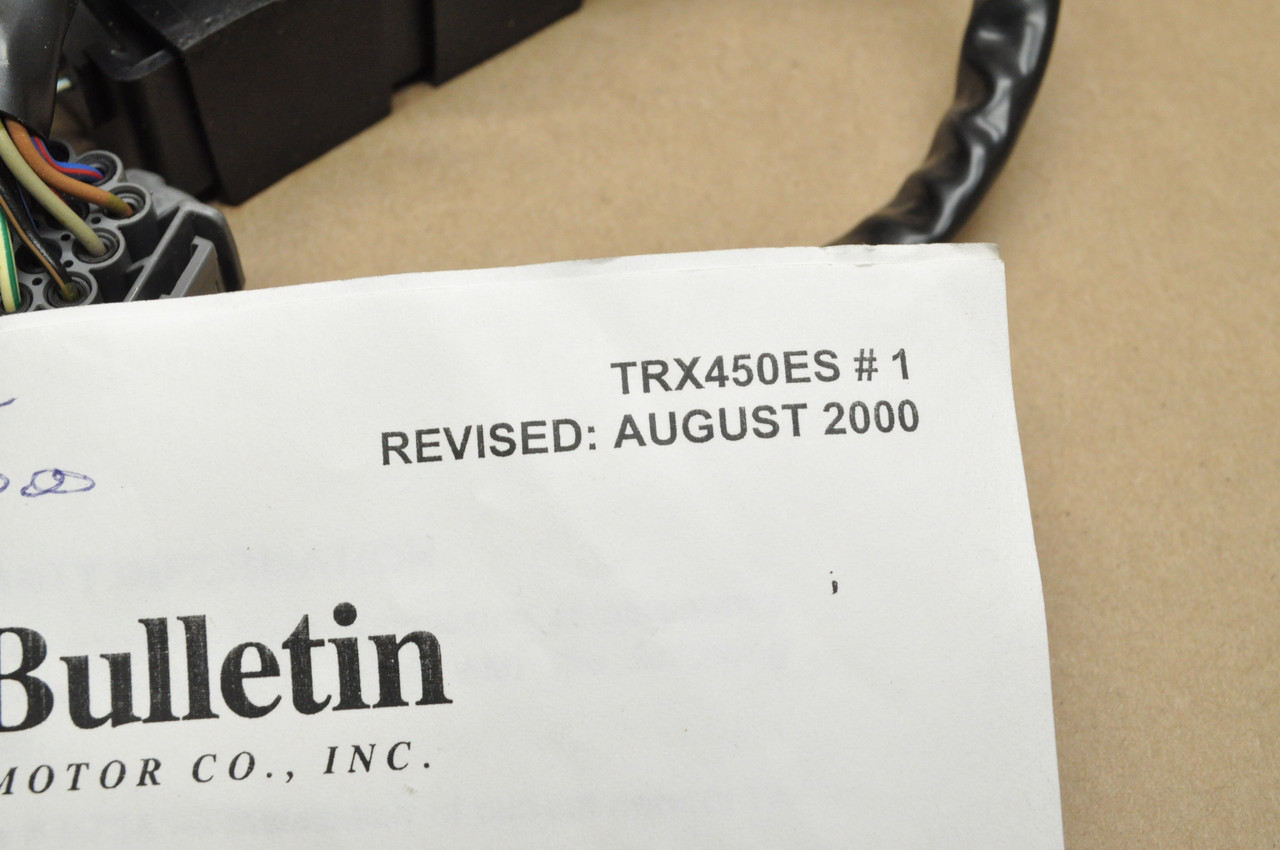 TRX450ES # 1
REVISED: AUGUST 2000
Bulletin
MOTOR CO., INC.